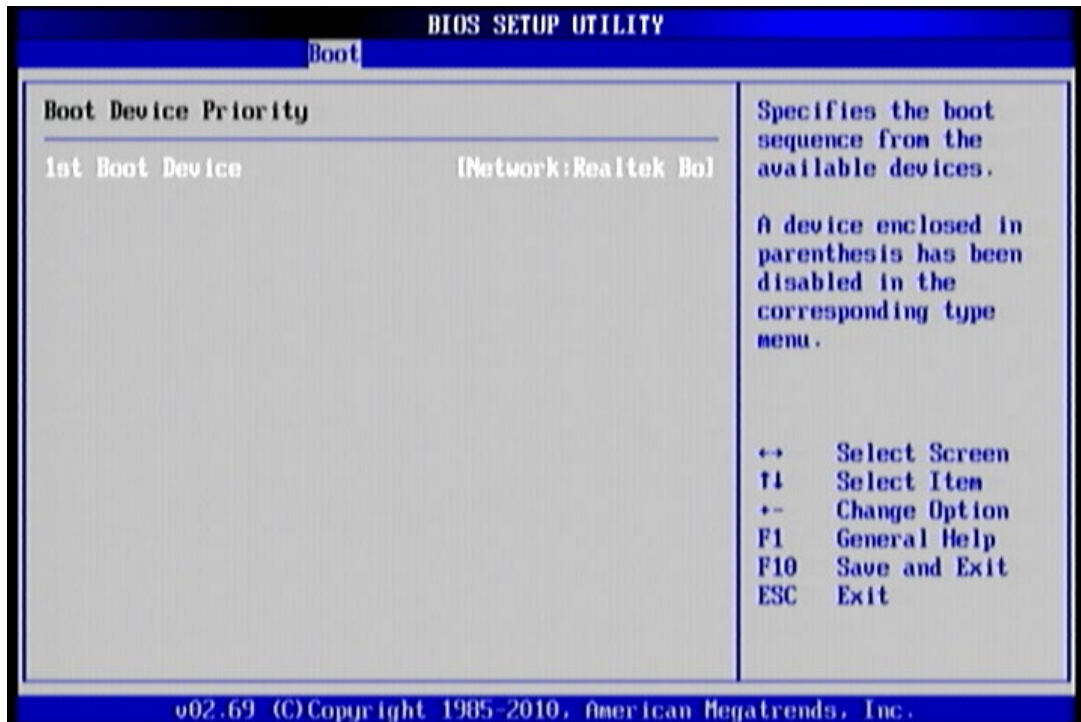 BIOS SETUP UTILITY
Boot
Boot Device Priority
1st Boot Device [Network:Realtek Bo]
Specifies the boot
sequence from the
available devices.
A device enclosed in
parenthesis has been
disabled in the
corresponding type
menu.
←→ Select Screen
↑↓ Select Item
+- Change Option
F1 General Help
F10 Save and Exit
ESC Exit
v02.69 (C)Copyright 1985-2010, American Megatrends, Inc.